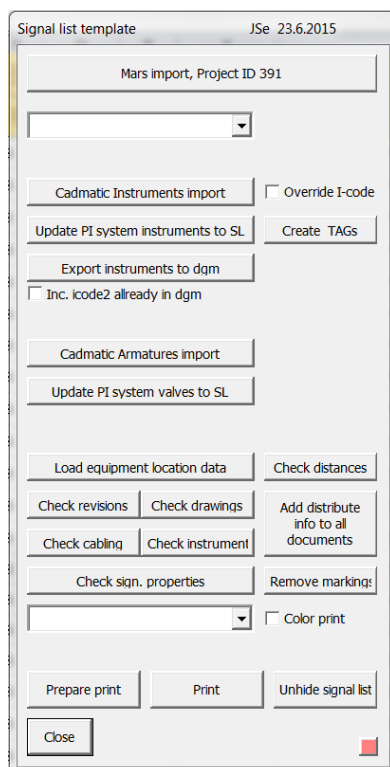 Signal list template JSe 23.6.2015
Mars import, Project ID 391
Cadmatic Instruments import Override I-code
Update PI system instruments to SL Create TAGs
Export instruments to dgm
Inc. icode2 allready in dgm
Cadmatic Armatures import
Update PI system valves to SL
Load equipment location data Check distances
Check revisions Check drawings
Add distribute
info to all
documents
Check cabling Check instrument
Check sign. properties Remove markings
Color print
Prepare print Print Unhide signal list
Close